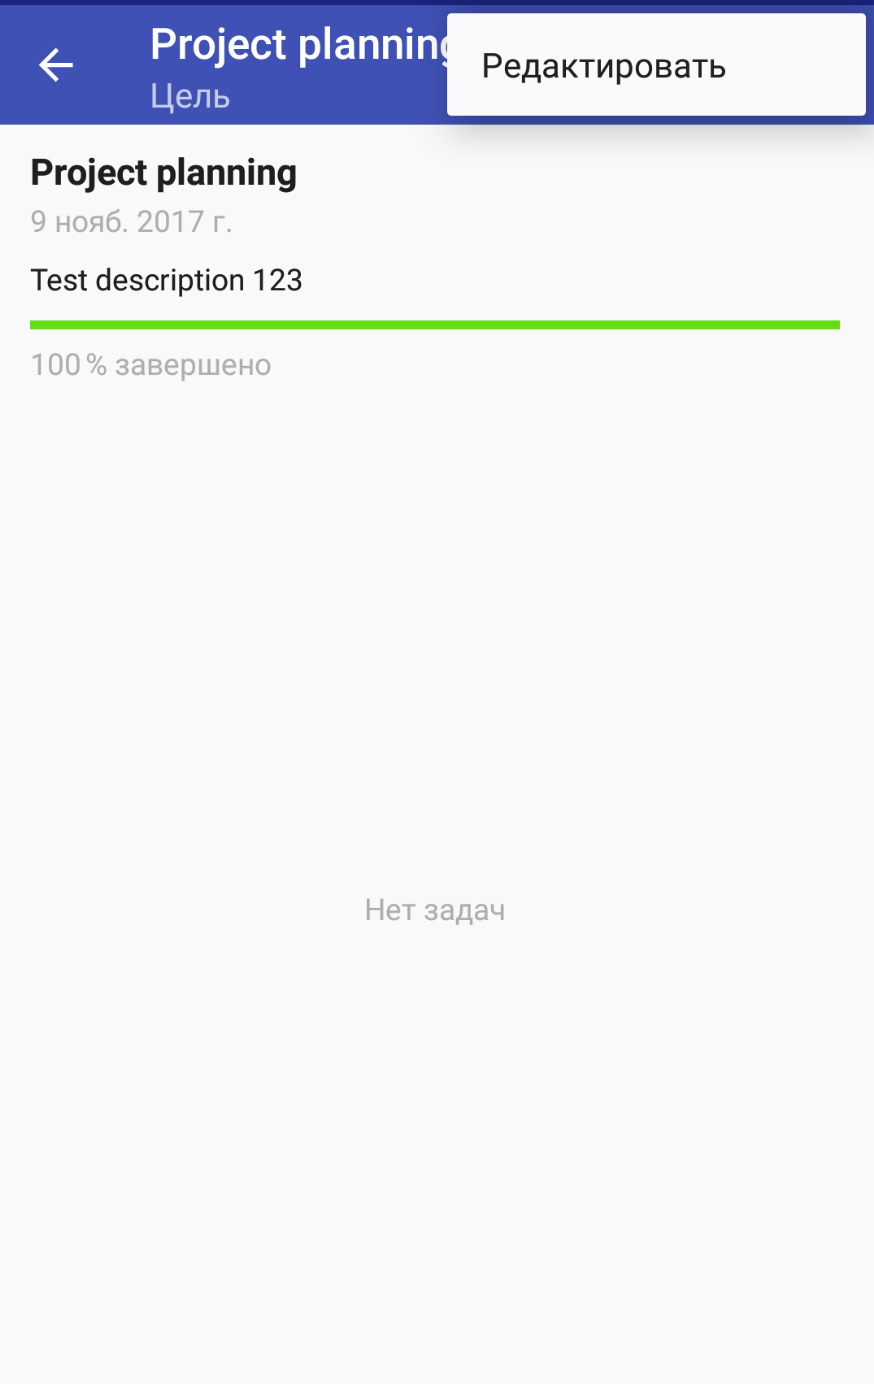 Project planning
Редактировать
Цель
Project planning
9 нояб. 2017 г.
Test description 123
100 % завершено
Нет задач